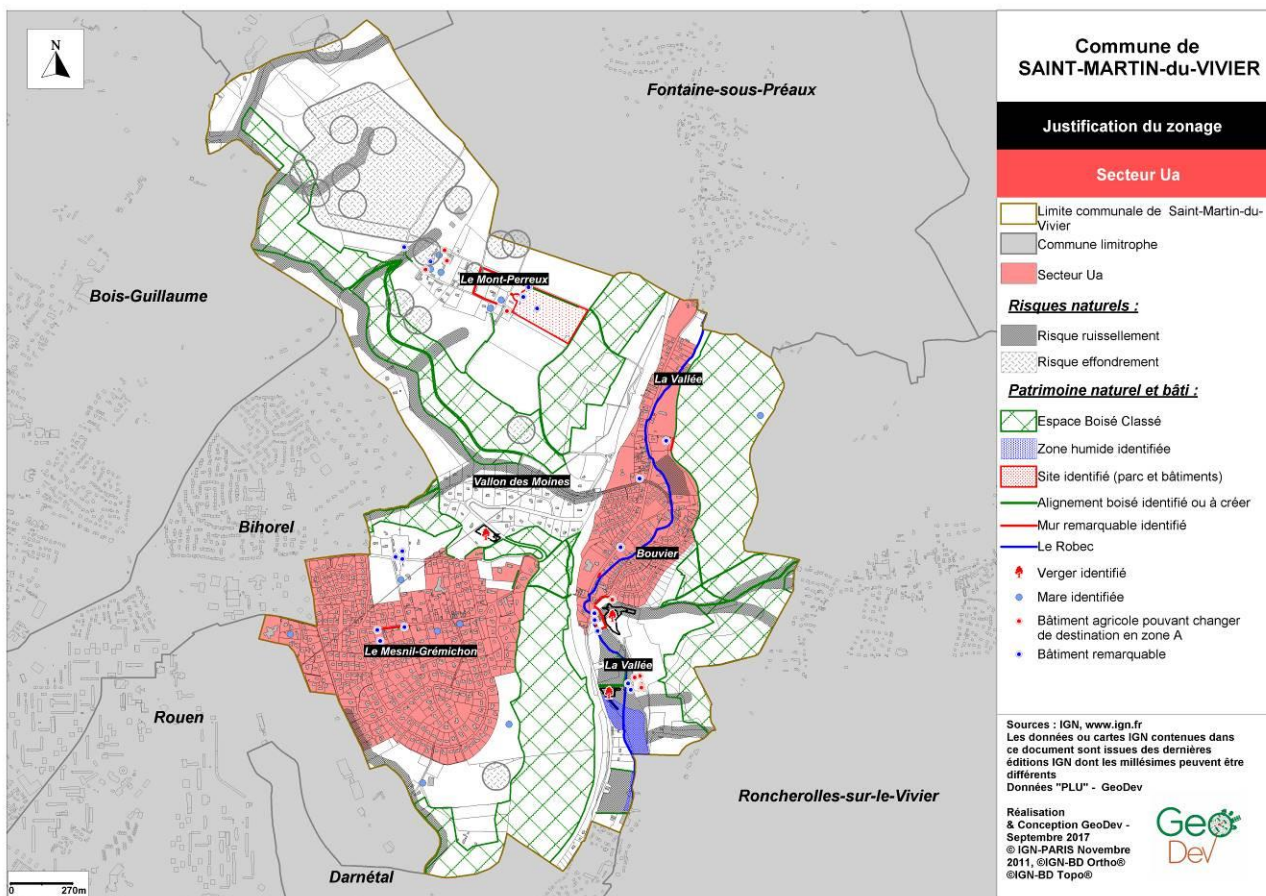 N
Fontaine-sous-Préaux
Bois-Guillaume
Le Mont-Perreux
La Vallée
Vallon des Moines
Bihorel
Bouvier
Le Mesnil-Grémichon
La Vallée
Rouen
Roncherolles-sur-le-Vivier
Darnétal
0 270m
Commune de
SAINT-MARTIN-du-VIVIER
Justification du zonage
Secteur Ua
Limite communale de Saint-Martin-du-
Vivier
Commune limitrophe
Secteur Ua
Risques naturels :
Risque ruissellement
Risque effondrement
Patrimoine naturel et bâti :
Espace Boisé Classé
Zone humide identifiée
Site identifié (parc et bâtiments)
Alignement boisé identifié ou à créer
Mur remarquable identifié
Le Robec
Verger identifié
Mare identifiée
Bâtiment agricole pouvant changer
de destination en zone A
Bâtiment remarquable
Sources : IGN, www.ign.fr
Les données ou cartes IGN contenues dans
ce document sont issues des dernières
éditions IGN dont les millésimes peuvent être
différents
Données "PLU" - GeoDev
Réalisation
& Conception GeoDev -
Septembre 2017
© IGN-PARIS Novembre
2011, ©IGN-BD Ortho®
©IGN-BD Topo®
Geo
Dev